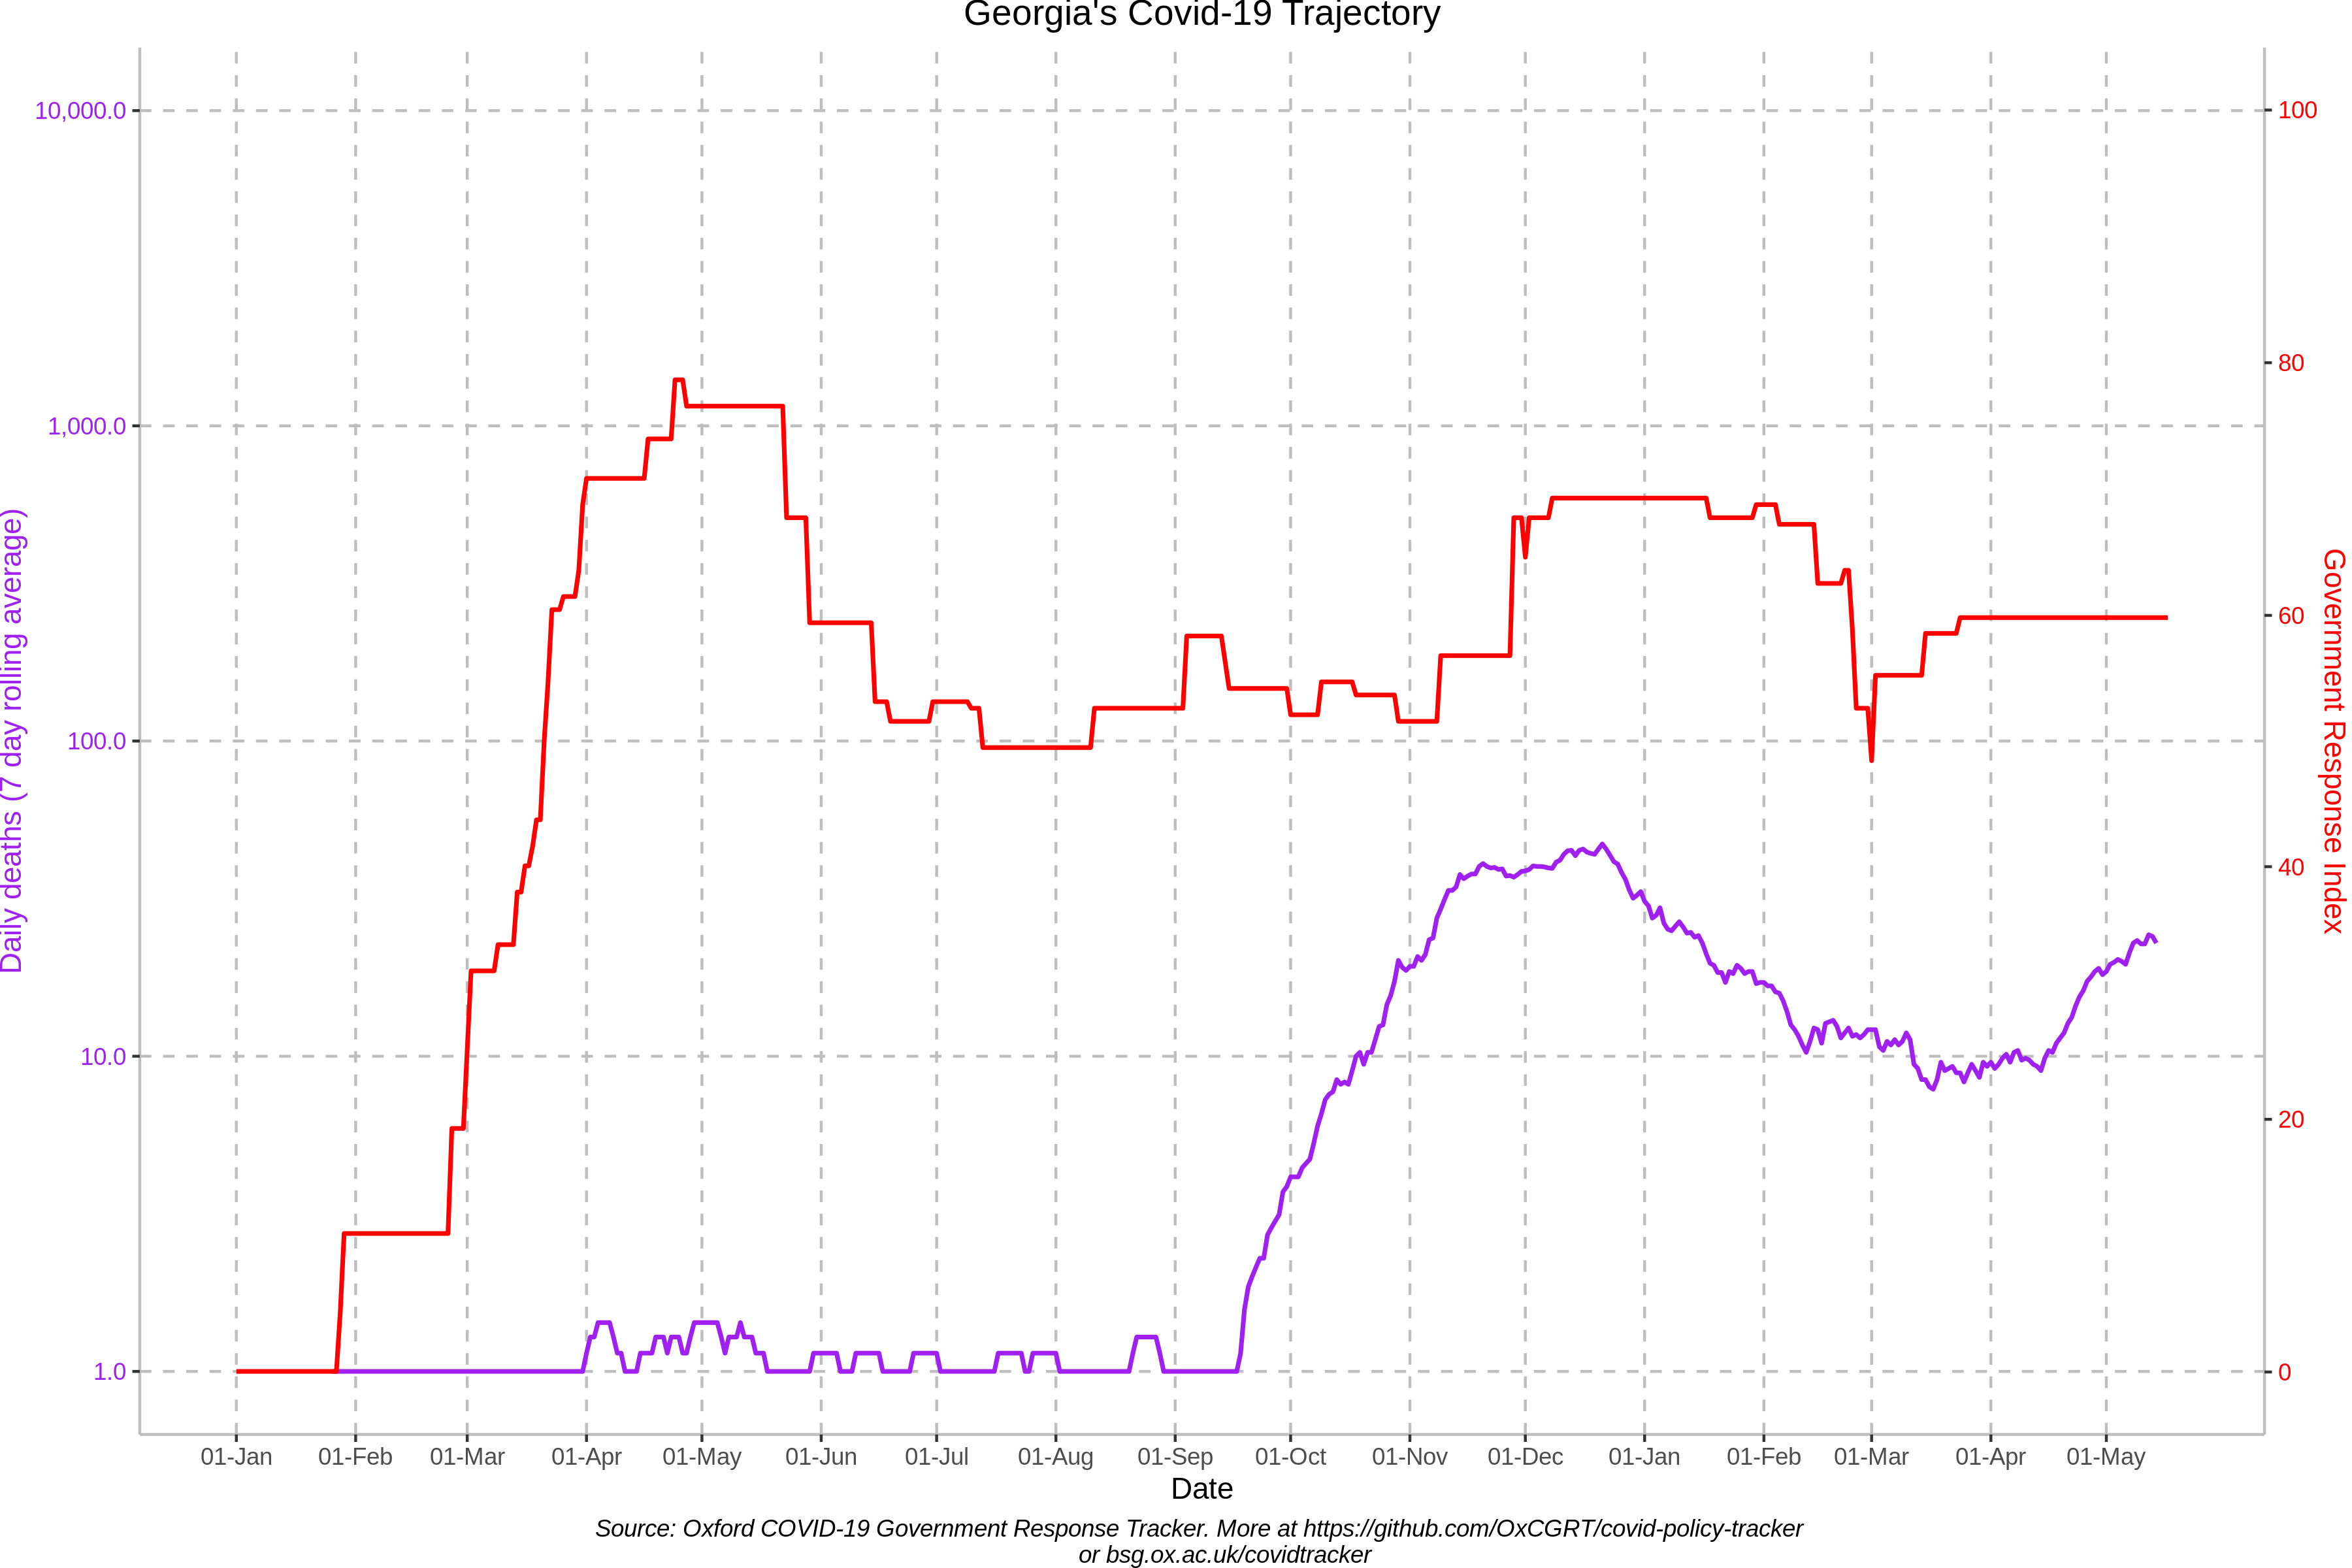 Georgia's Covid-19 Trajectory
10,000.0
1,000.0
100.0
10.0
1.0
Daily deaths (7 day rolling average)
100
80
60
40
20
0
Government Response Index
01-Jan 01-Feb 01-Mar 01-Apr 01-May 01-Jun 01-Jul 01-Aug 01-Sep 01-Oct 01-Nov 01-Dec 01-Jan 01-Feb 01-Mar 01-Apr 01-May
Date
Source: Oxford COVID-19 Government Response Tracker. More at https://github.com/OxCGRT/covid-policy-tracker
or bsg.ox.ac.uk/covidtracker